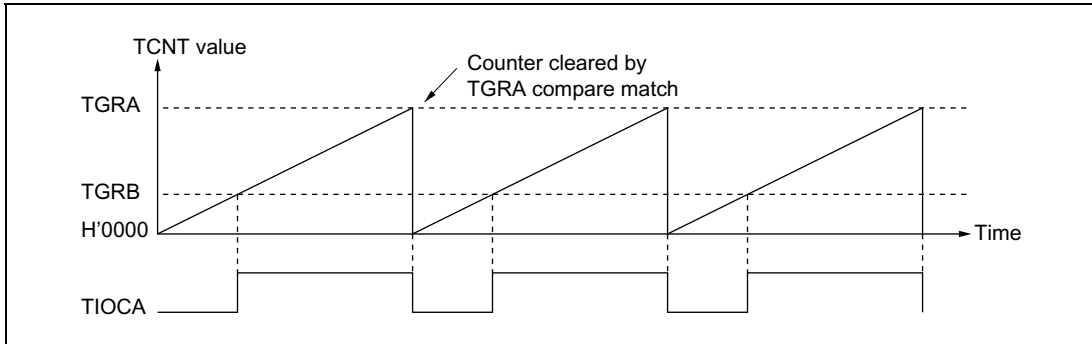 TCNT value
Counter cleared by
TGRA compare match
TGRA
TGRB
H'0000
Time
TIOCA